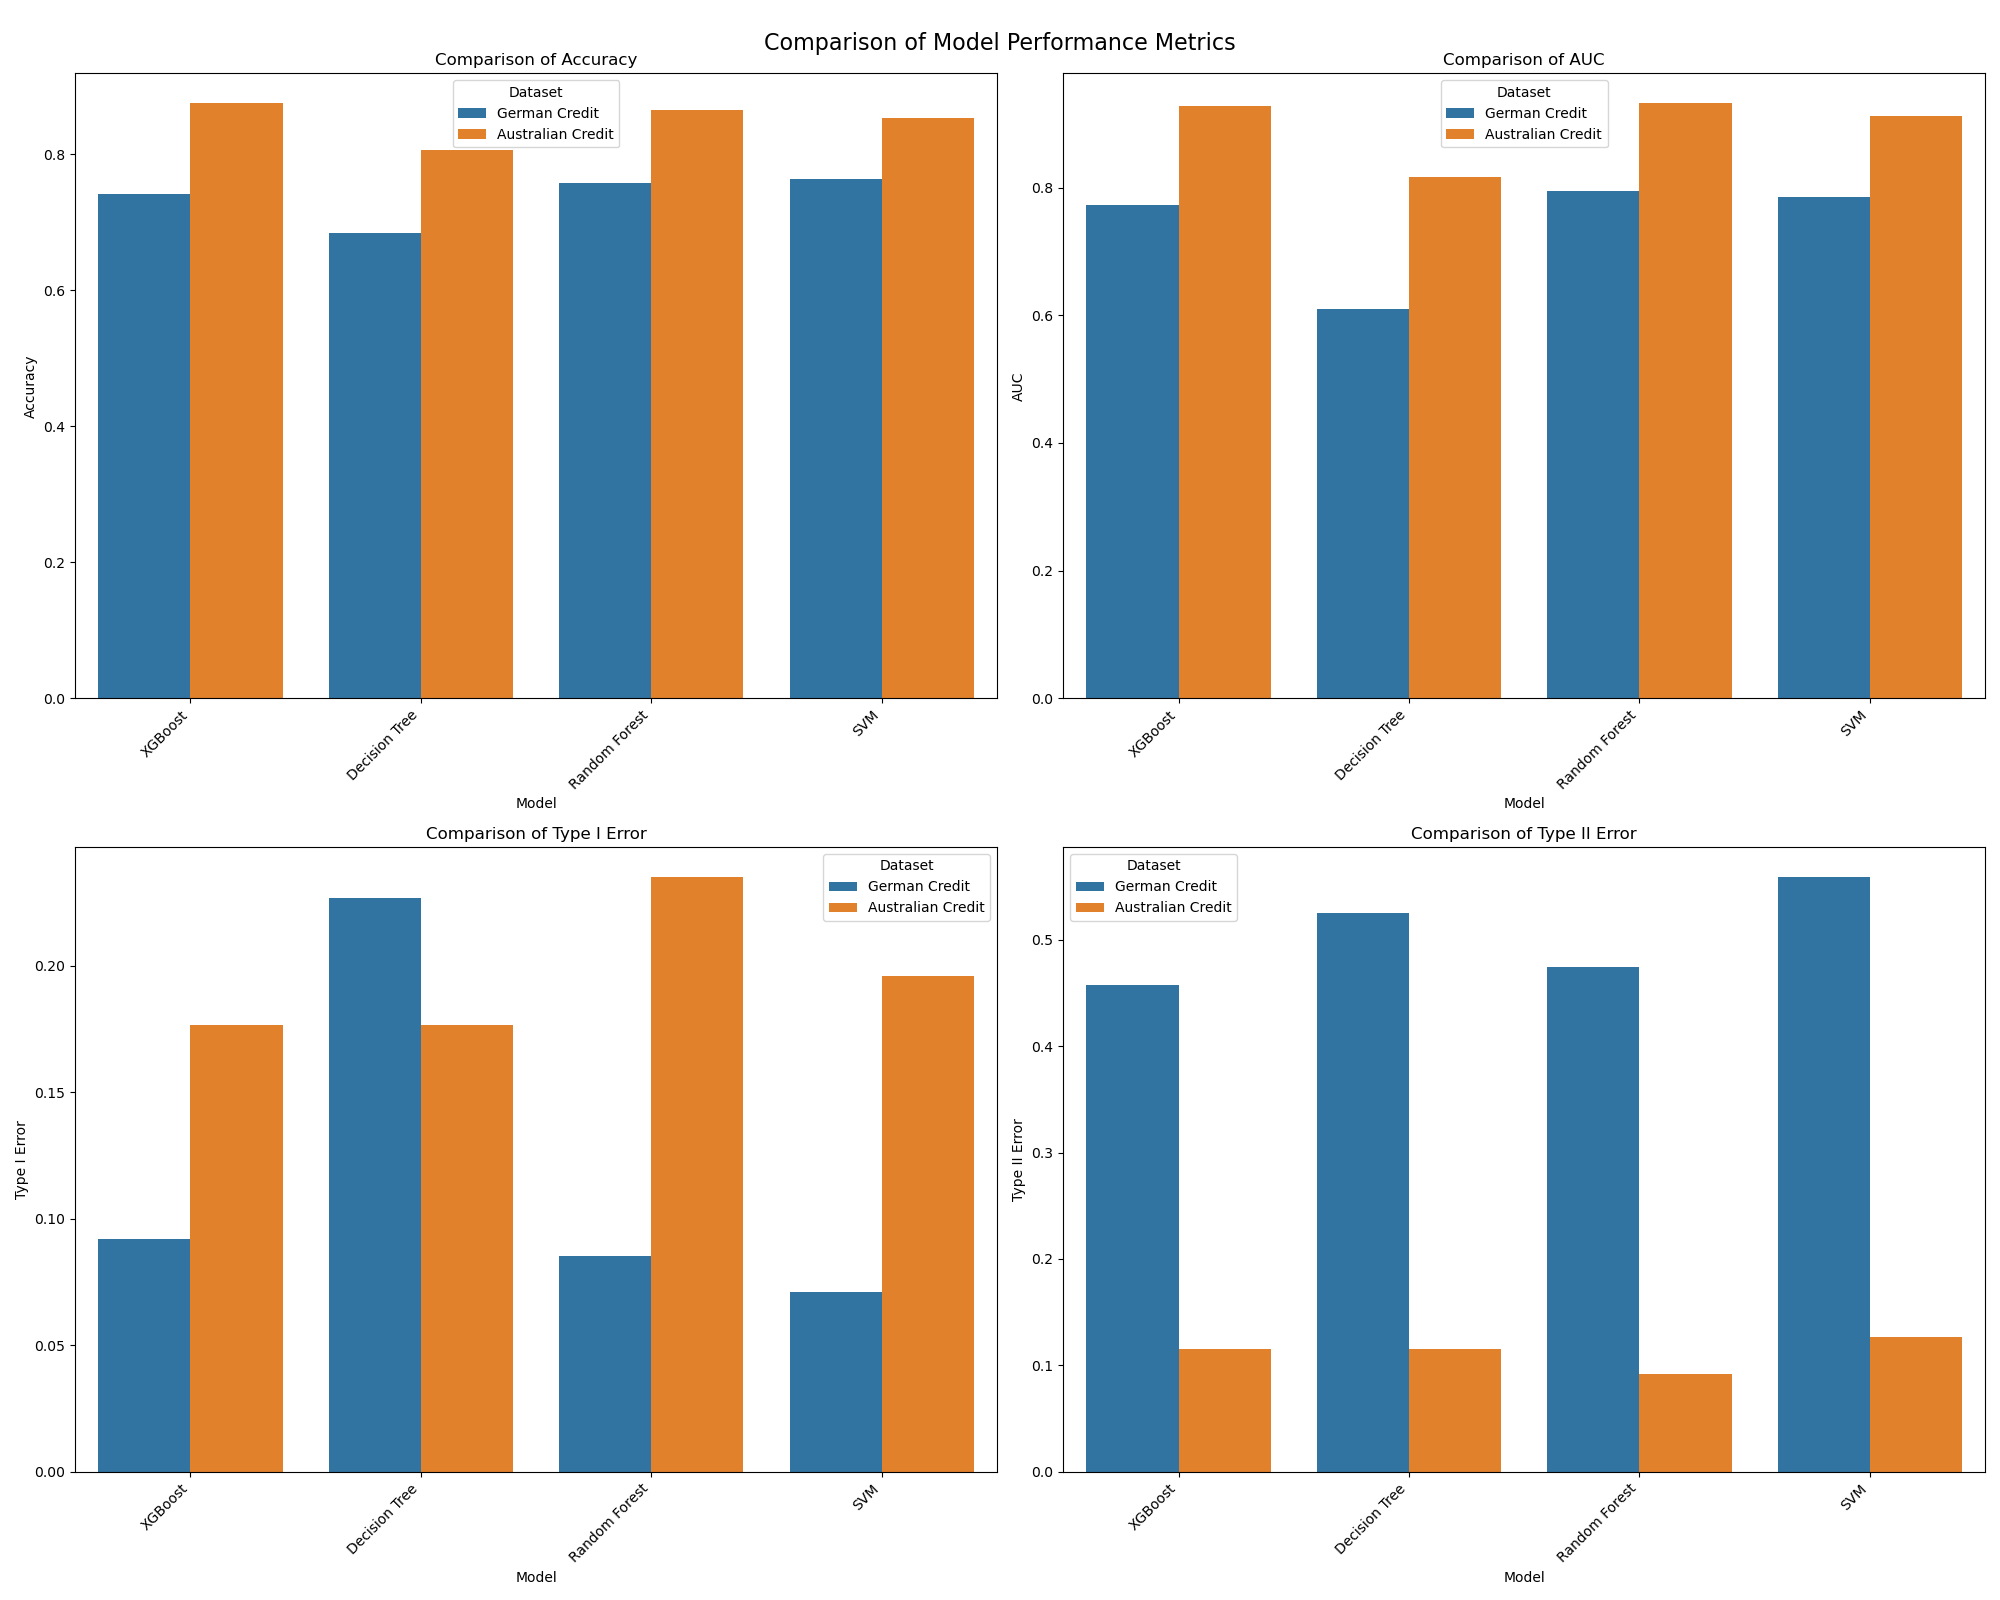 Comparison of Model Performance Metrics
Comparison of Accuracy
Dataset
German Credit
Australian Credit
0.8
0.6
0.4
0.2
0.0
Accuracy
XGBoost
Decision Tree
Random Forest
SVM
Model
Comparison of AUC
Dataset
German Credit
Australian Credit
0.8
0.6
0.4
0.2
0.0
AUC
XGBoost
Decision Tree
Random Forest
SVM
Model
Comparison of Type I Error
Dataset
German Credit
Australian Credit
0.20
0.15
0.10
0.05
0.00
Type I Error
XGBoost
Decision Tree
Random Forest
SVM
Model
Comparison of Type II Error
Dataset
German Credit
Australian Credit
0.5
0.4
0.3
0.2
0.1
0.0
Type II Error
XGBoost
Decision Tree
Random Forest
SVM
Model